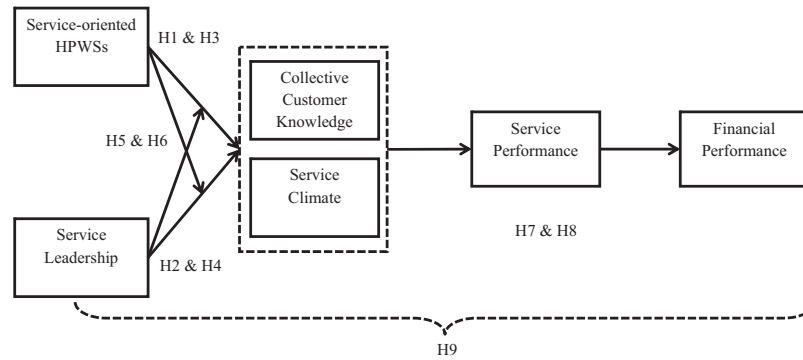 Service-oriented
HPWSs
H1 & H3
Collective
Customer
Knowledge
H5 & H6
Service
Performance
Financial
Performance
Service
Climate
Service
Leadership
H2 & H4
H7 & H8
H9